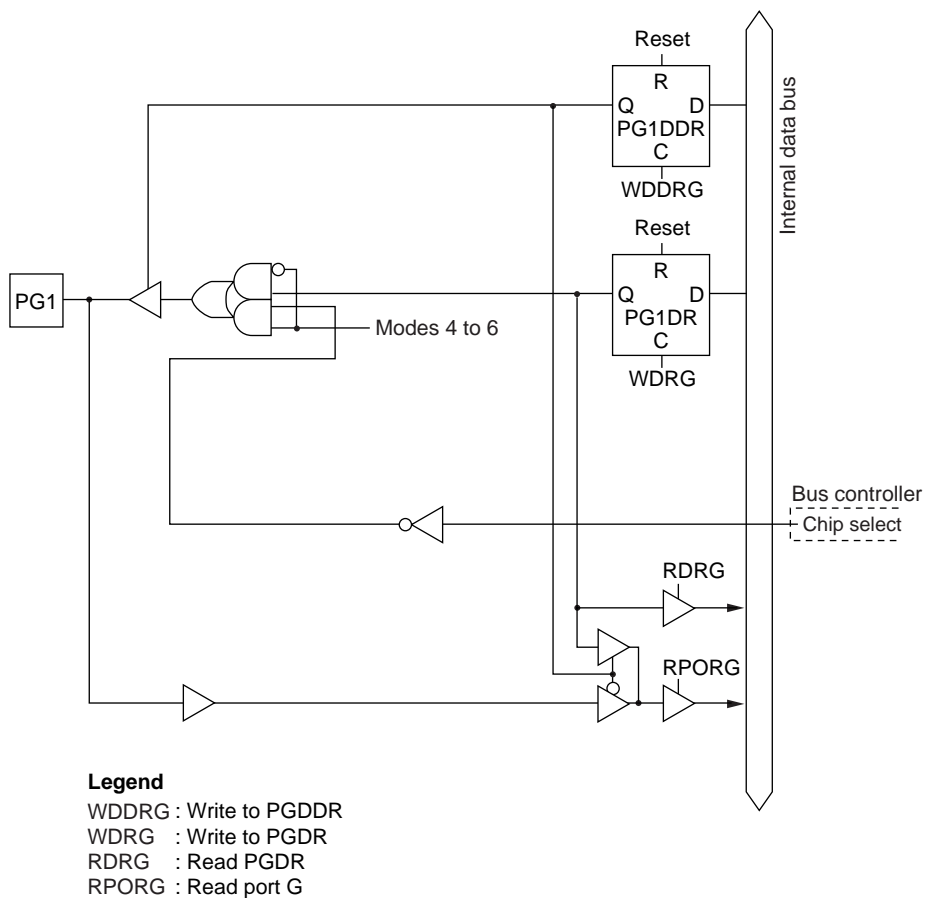 Reset
R
Q D
PG1DDR
C
WDDRG
Internal data bus
Reset
R
Q D
PG1DR
C
WDRG
PG1
Modes 4 to 6
Bus controller
Chip select
RDRG
RPORG
Legend
WDDRG : Write to PGDDR
WDRG : Write to PGDR
RDRG : Read PGDR
RPORG : Read port G